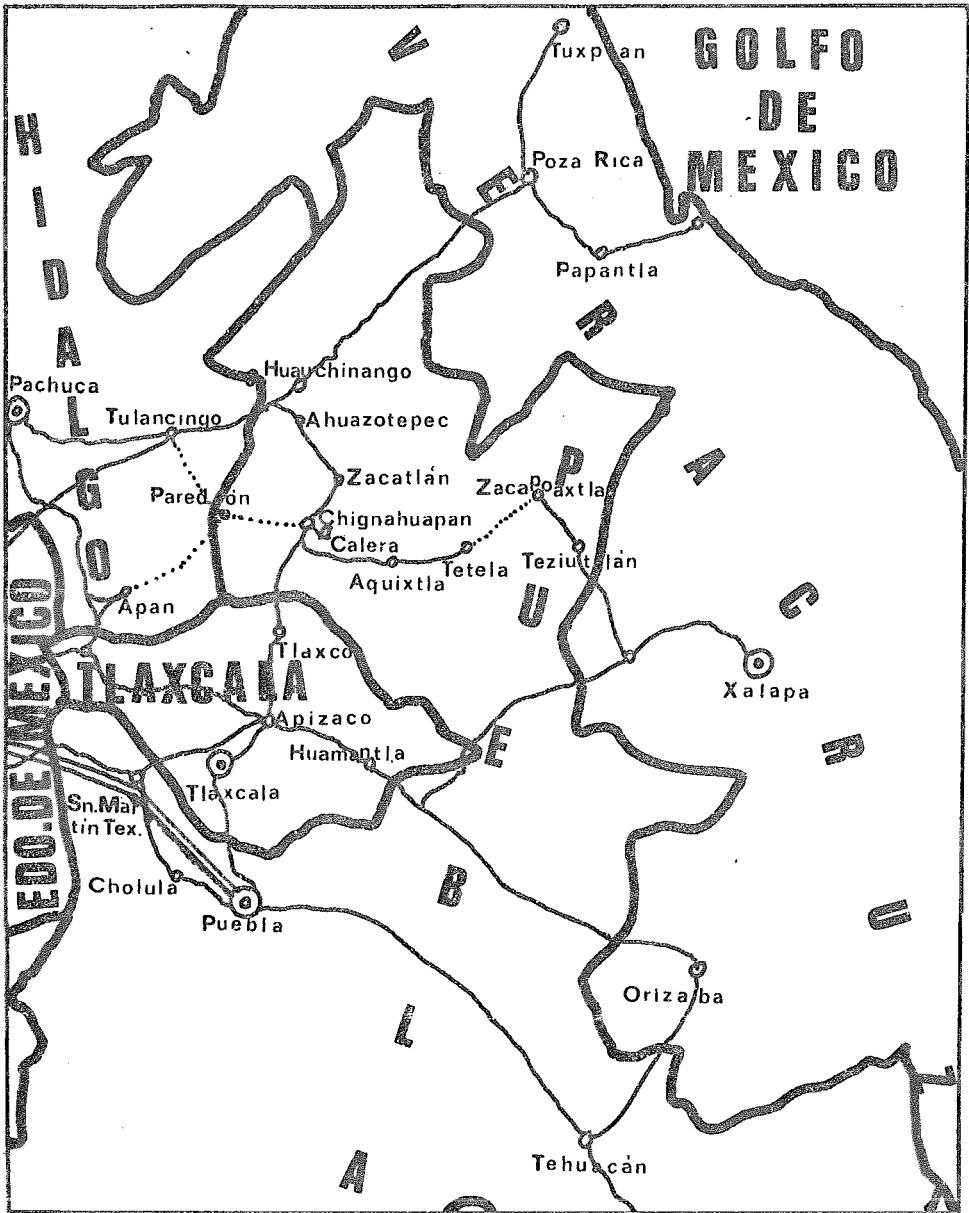 GOLFO
DE
MEXICO
VERACRUZ
HIDALGO
PUEBLA
TLAXCALA
EDO.DE MEXICO
Tuxpan
Poza Rica
Papantla
Huauchinango
Pachuca
Tulancingo
Ahuazotepec
Zacatlán
Zacapoaxtla
Paredón
Chignahuapan
Calera
Aquixtla
Tetela
Teziutlán
Apan
Tlaxco
Xalapa
Apizaco
Huamantla
Tlaxcala
Sn.Mar
tín Tex.
Cholula
Puebla
Orizaba
Tehuacán